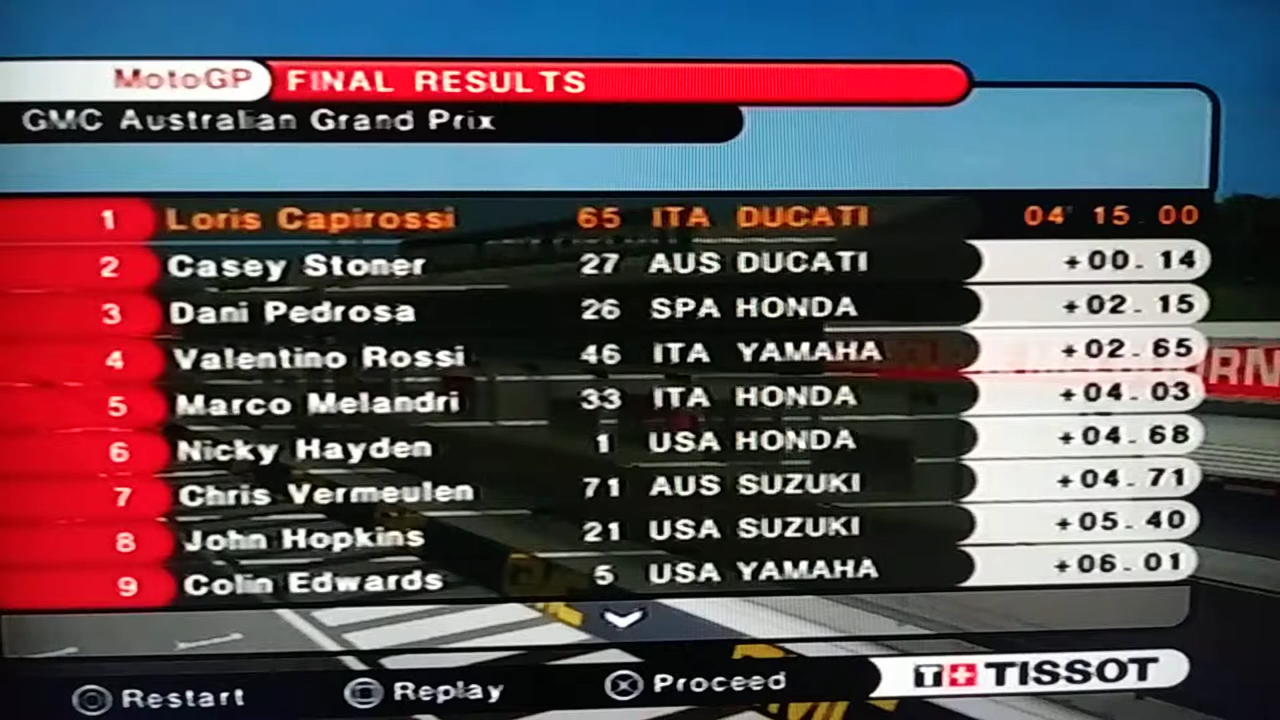 MotoGP FINAL RESULTS
GMC Australian Grand Prix
1 Loris Capirossi 65 ITA DUCATI 04' 15. 00
2 Casey Stoner 27 AUS DUCATI +00. 14
3 Dani Pedrosa 26 SPA HONDA +02. 15
4 Valentino Rossi 46 ITA YAMAHA +02. 65
5 Marco Melandri 33 ITA HONDA +04. 03
6 Nicky Hayden 1 USA HONDA +04. 68
7 Chris Vermeulen 71 AUS SUZUKI +04. 71
8 John Hopkins 21 USA SUZUKI +05. 40
9 Colin Edwards 5 USA YAMAHA +06. 01
Restart Replay Proceed T+ TISSOT